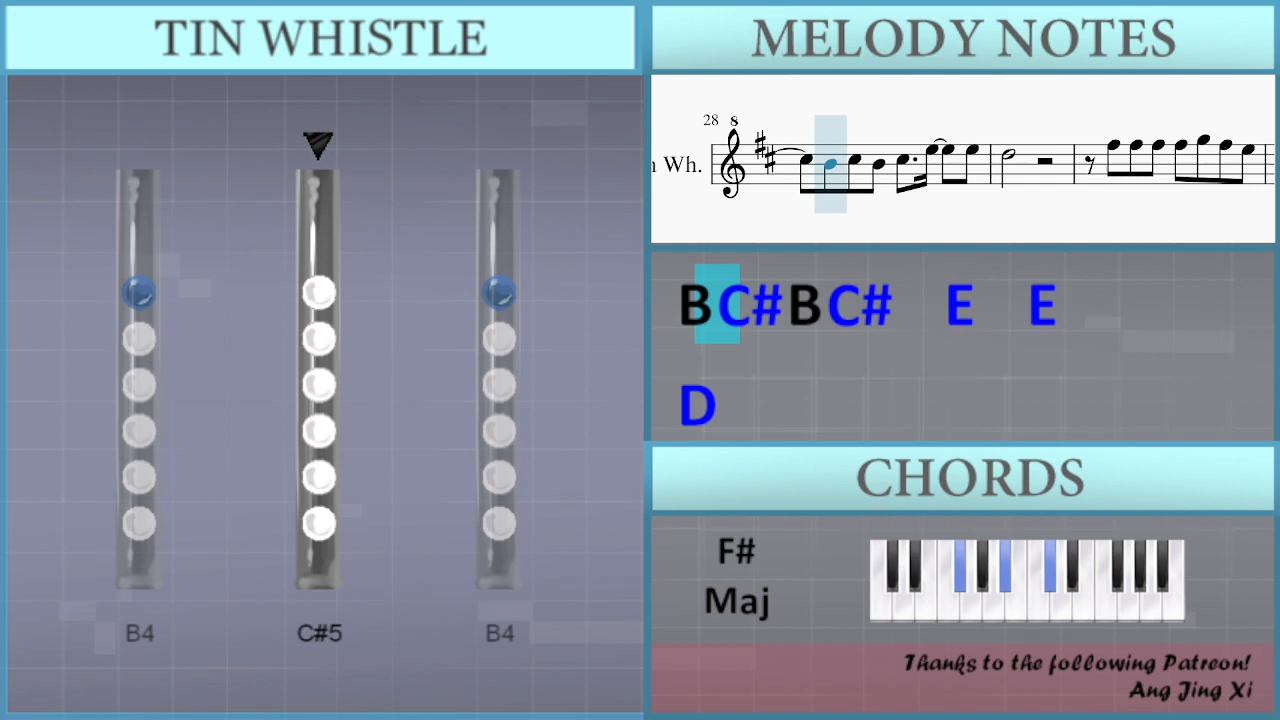 TIN WHISTLE
B4 C#5 B4
MELODY NOTES
28 8
Wh.
B C# B C# E E
D
CHORDS
F#
Maj
Thanks to the following Patreon!
Ang Jing Xi